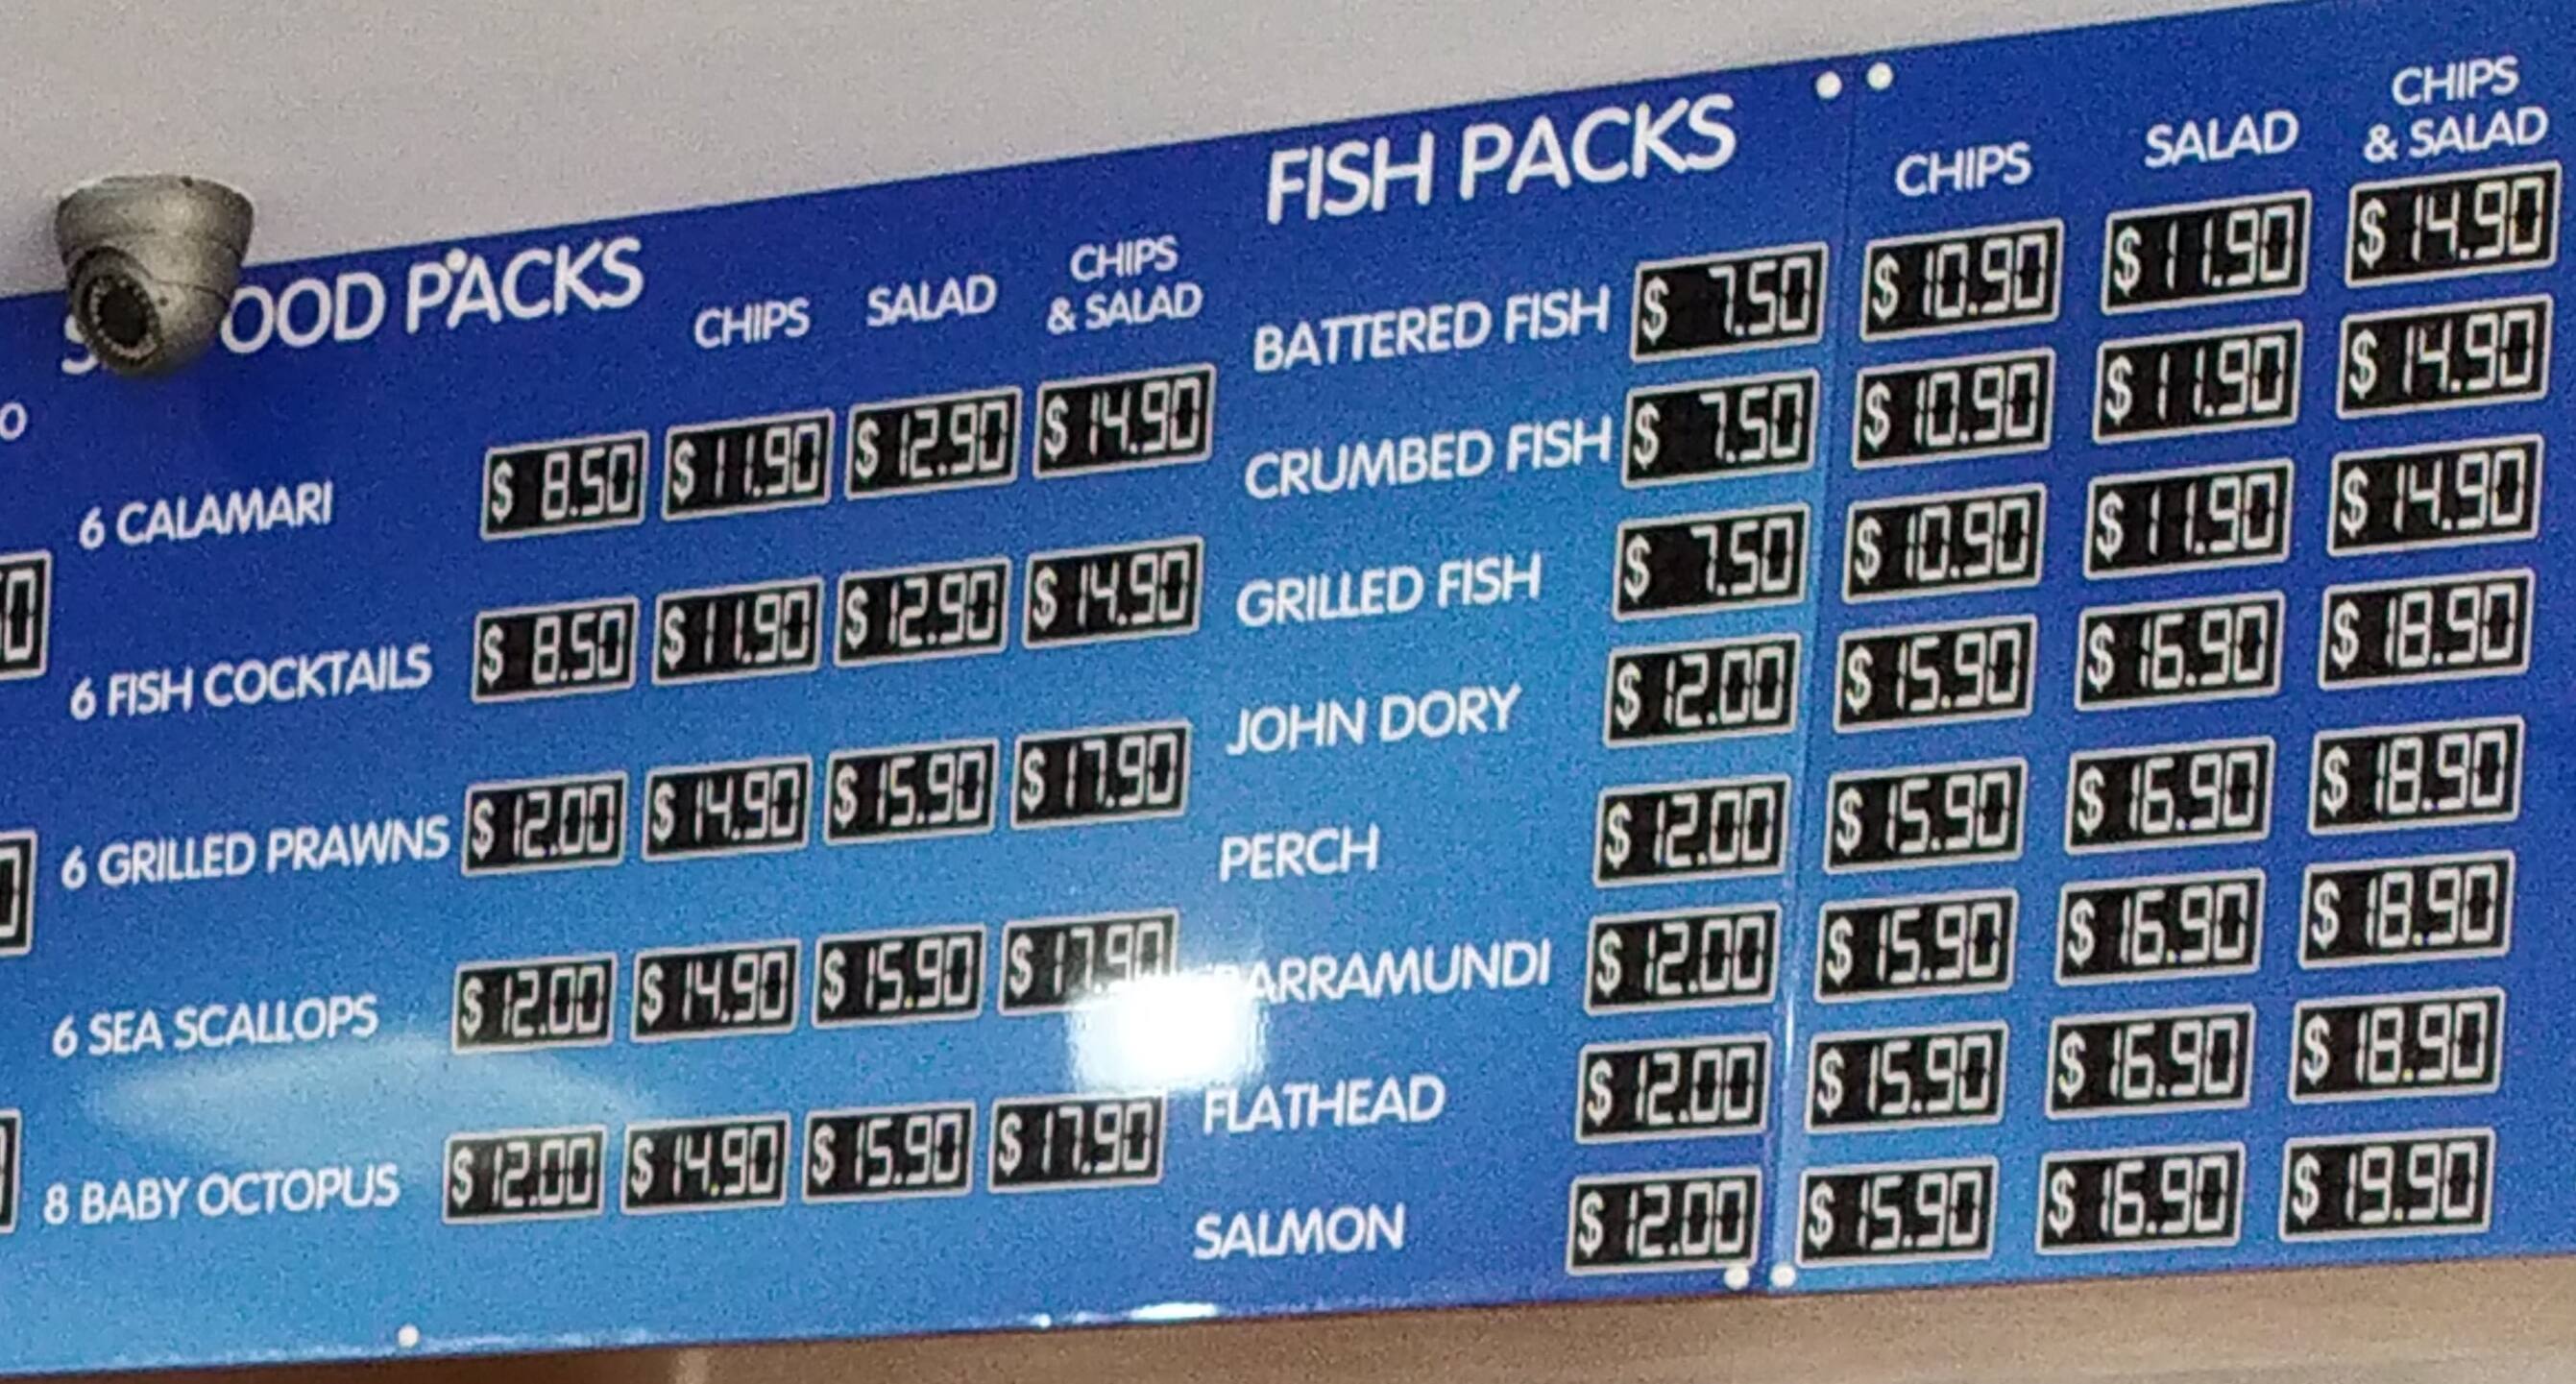 OOD PACKS
CHIPS SALAD CHIPS & SALAD
6 CALAMARI $ 8.50 $ 11.90 $ 12.90 $ 14.90
6 FISH COCKTAILS $ 8.50 $ 11.90 $ 12.90 $ 14.90
6 GRILLED PRAWNS $ 12.00 $ 14.90 $ 15.90 $ 17.90
6 SEA SCALLOPS $ 12.00 $ 14.90 $ 15.90 $ 17.90
8 BABY OCTOPUS $ 12.00 $ 14.90 $ 15.90 $ 17.90
FISH PACKS
CHIPS SALAD CHIPS & SALAD
BATTERED FISH $ 7.50 $ 10.90 $ 11.90 $ 14.90
CRUMBED FISH $ 7.50 $ 10.90 $ 11.90 $ 14.90
GRILLED FISH $ 7.50 $ 10.90 $ 11.90 $ 14.90
JOHN DORY $ 12.00 $ 15.90 $ 16.90 $ 18.90
PERCH $ 12.00 $ 15.90 $ 16.90 $ 18.90
BARRAMUNDI $ 12.00 $ 15.90 $ 16.90 $ 18.90
FLATHEAD $ 12.00 $ 15.90 $ 16.90 $ 18.90
SALMON $ 12.00 $ 15.90 $ 16.90 $ 19.90